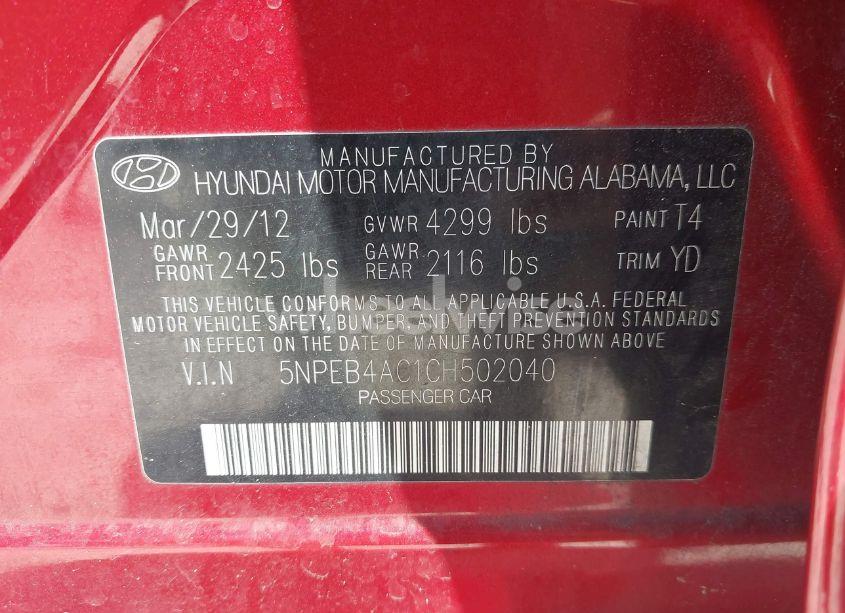 MANUFACTURED BY
HYUNDAI MOTOR MANUFACTURING ALABAMA, LLC
Mar/29/12 GVWR 4299 lbs PAINT T4
GAWR FRONT 2425 lbs GAWR REAR 2116 lbs TRIM YD
THIS VEHICLE CONFORMS TO ALL APPLICABLE U.S.A. FEDERAL
MOTOR VEHICLE SAFETY, BUMPER, AND THEFT PREVENTION STANDARDS
IN EFFECT ON THE DATE OF MANUFACTURE SHOWN ABOVE
V.I.N 5NPEB4AC1CH502040
PASSENGER CAR